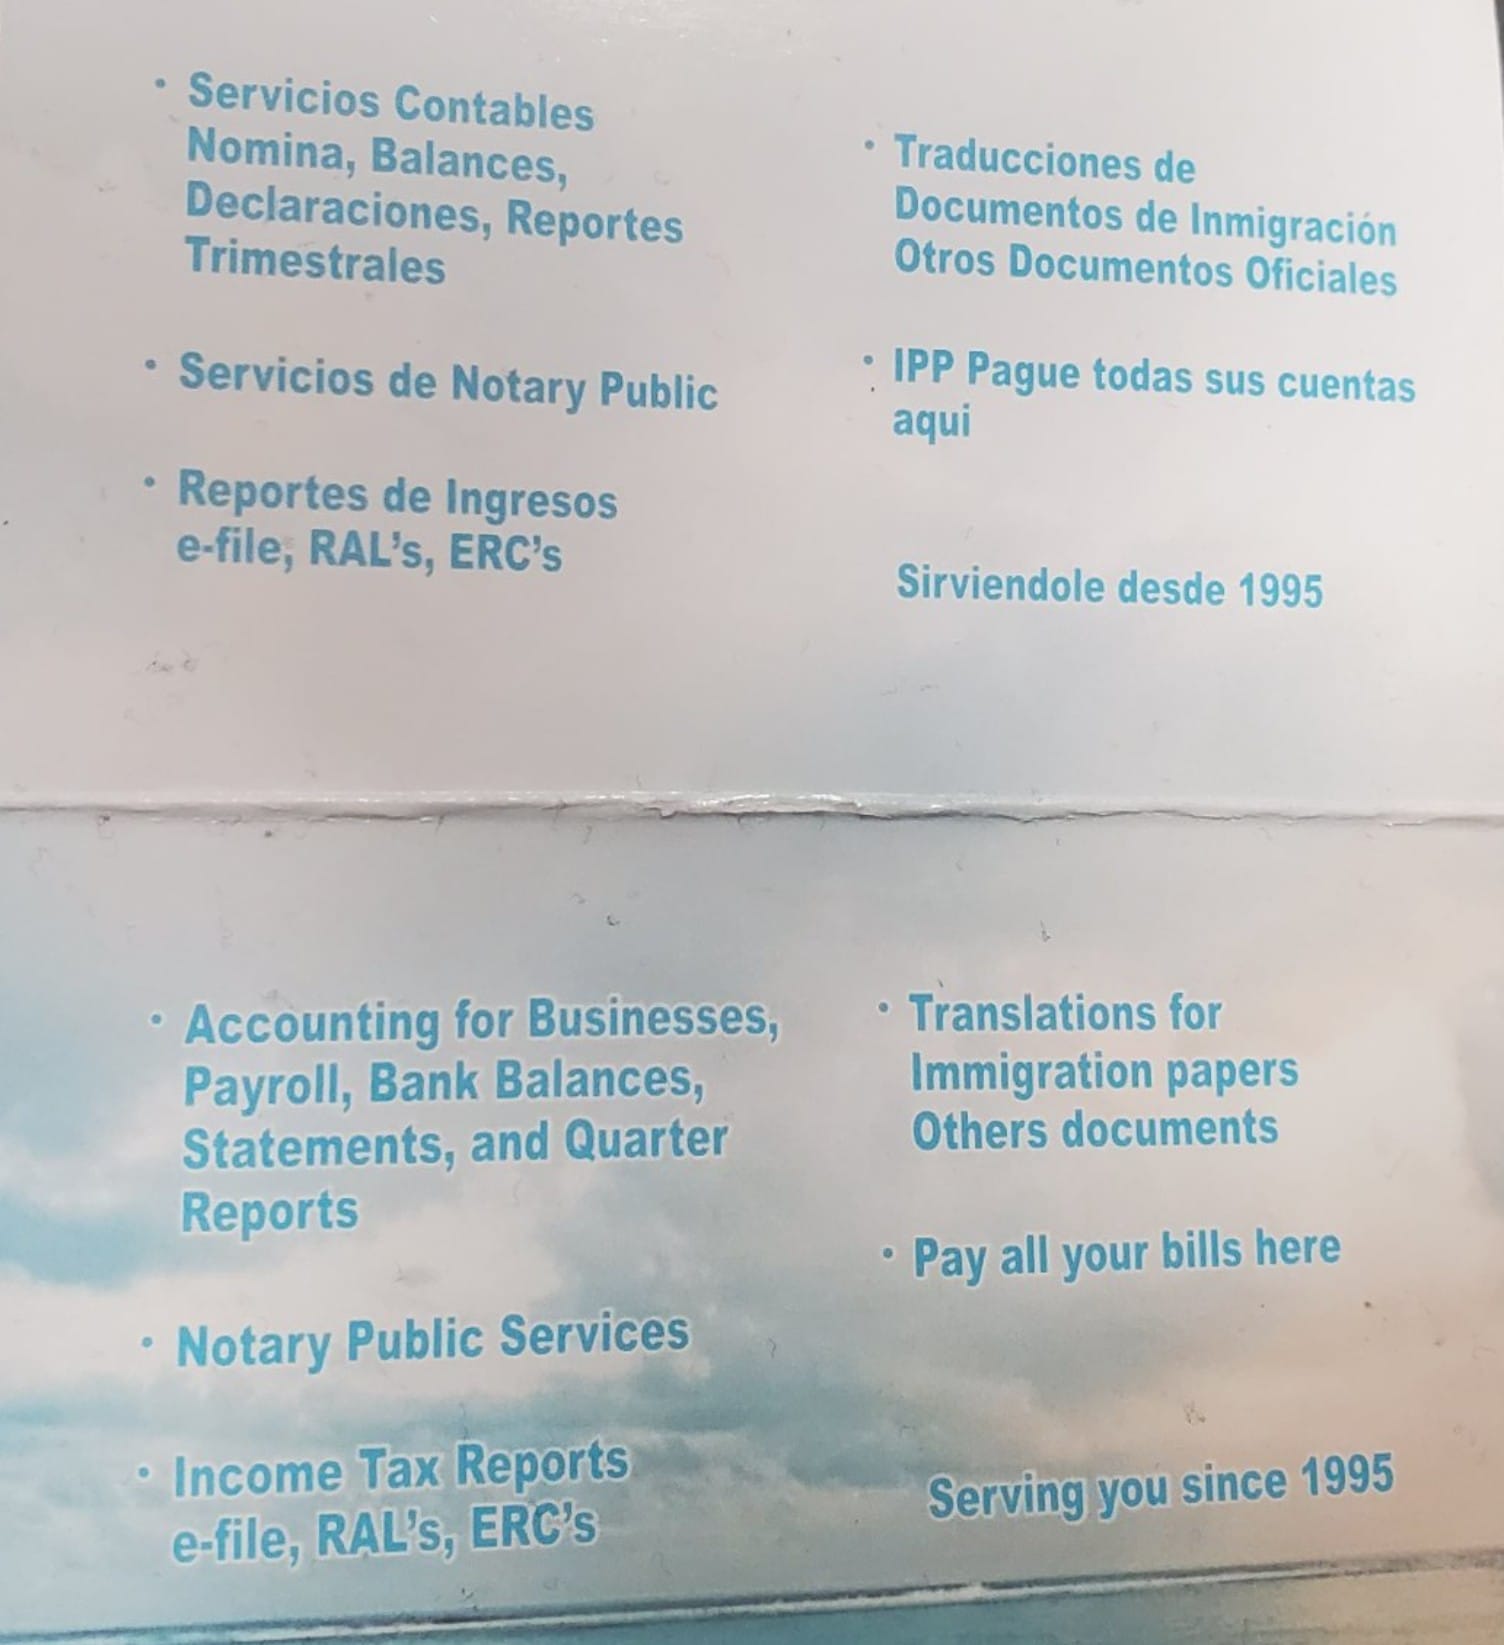 · Servicios Contables
Nomina, Balances,
Declaraciones, Reportes
Trimestrales
· Servicios de Notary Public
· Reportes de Ingresos
e-file, RAL's, ERC's
· Traducciones de
Documentos de Inmigración
Otros Documentos Oficiales
· IPP Pague todas sus cuentas
aqui
Sirviendole desde 1995
· Accounting for Businesses,
Payroll, Bank Balances,
Statements, and Quarter
Reports
· Notary Public Services
· Income Tax Reports
e-file, RAL's, ERC's
· Translations for
Immigration papers
Others documents
· Pay all your bills here
Serving you since 1995